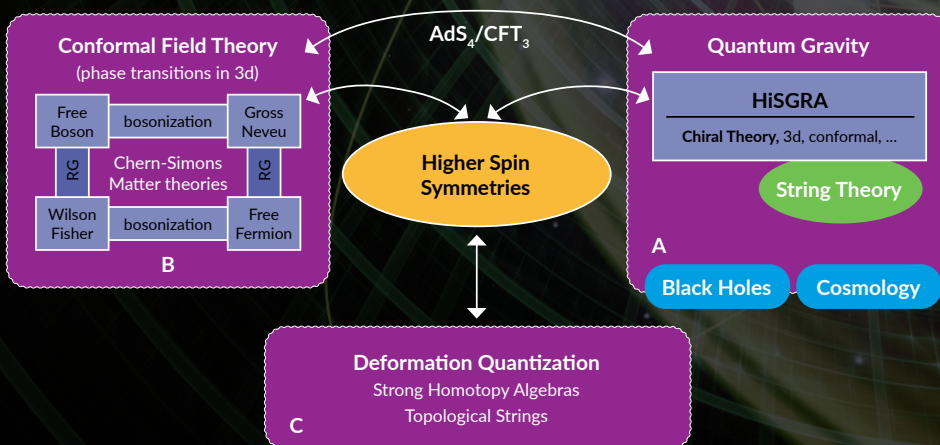 Conformal Field Theory
(phase transitions in 3d)
Free
Boson
bosonization
Gross
Neveu
RG
Chern-Simons
Matter theories
RG
Wilson
Fisher
bosonization
Free
Fermion
B
AdS₄/CFT₃
Higher Spin
Symmetries
Quantum Gravity
HiSGRA
Chiral Theory, 3d, conformal, ...
String Theory
A
Black Holes
Cosmology
Deformation Quantization
Strong Homotopy Algebras
Topological Strings
C